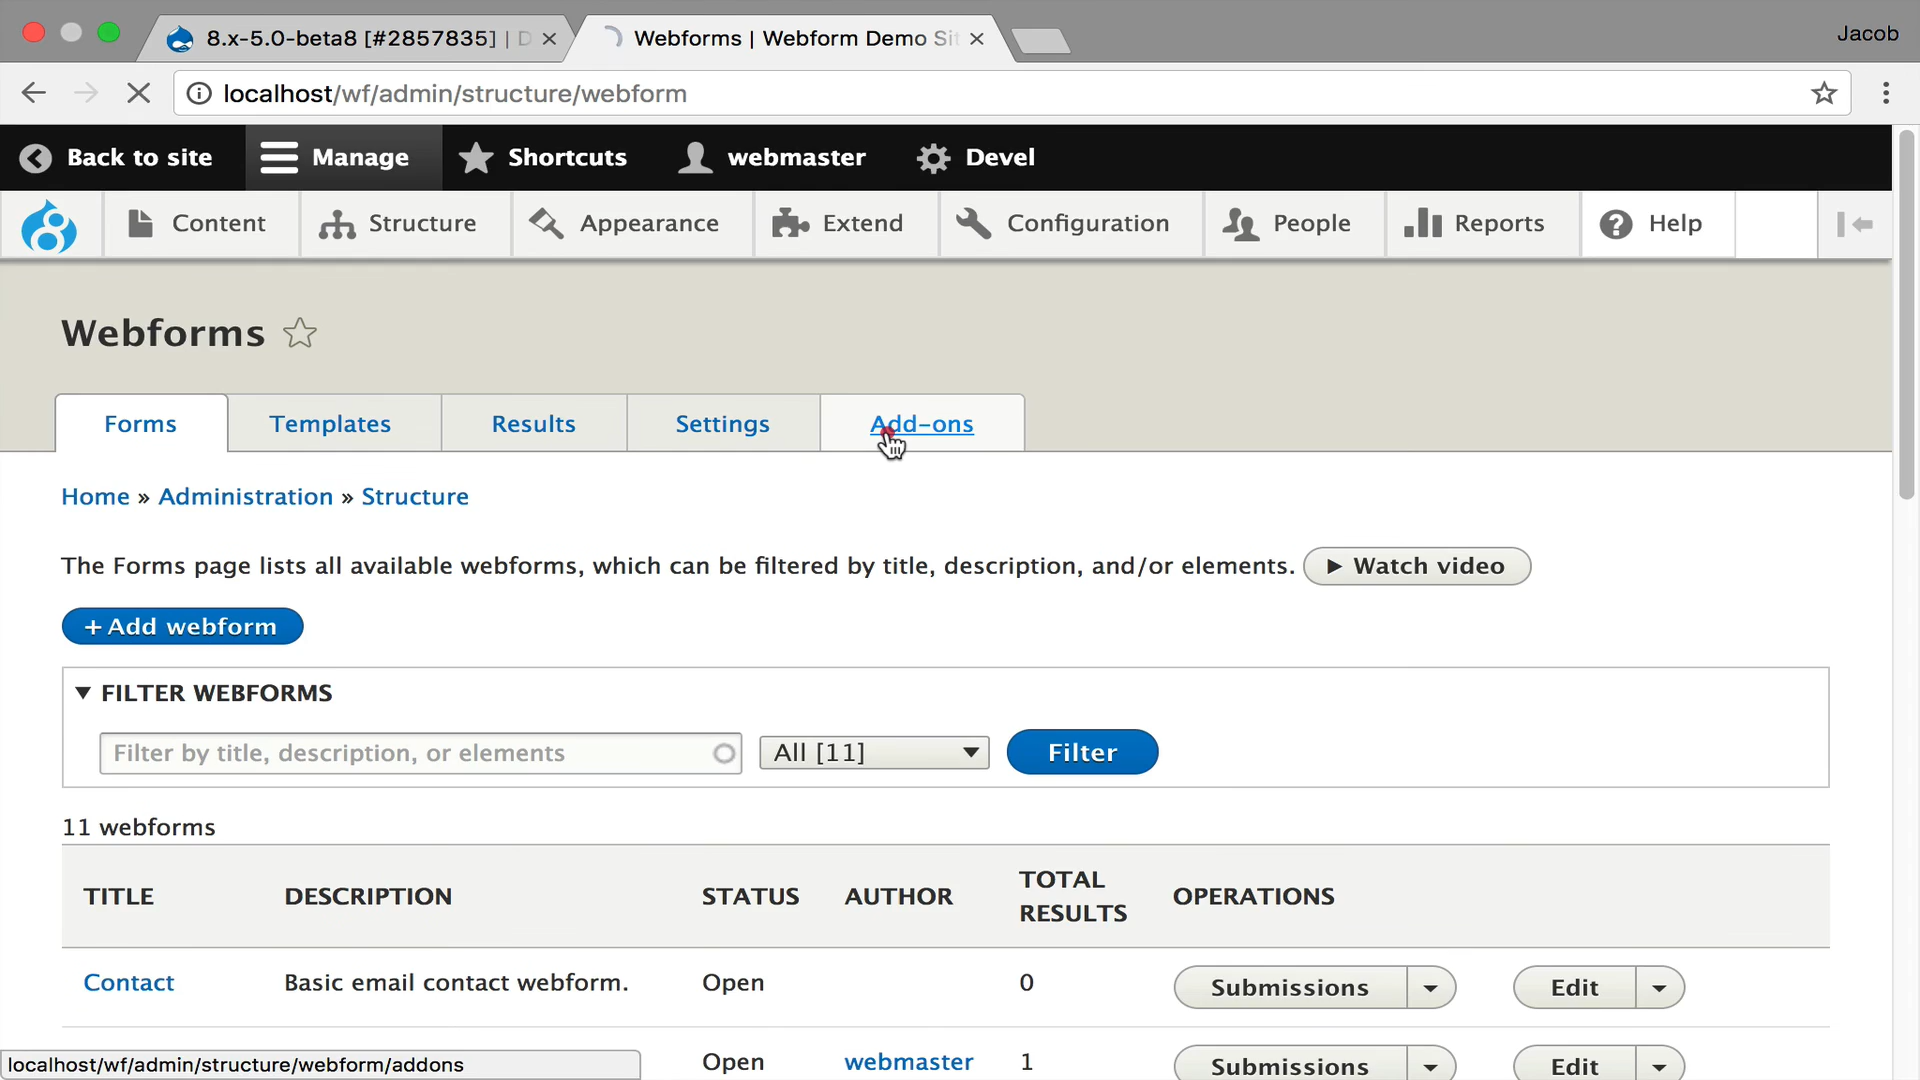 Jacob
8.x-5.0-beta8 [#2857835] | D
Webforms | Webform Demo Sit
localhost/wf/admin/structure/webform
Back to site Manage Shortcuts webmaster Devel
Content Structure Appearance Extend Configuration People Reports Help
Webforms
Forms Templates Results Settings Add-ons
Home » Administration » Structure
The Forms page lists all available webforms, which can be filtered by title, description, and/or elements. Watch video
+ Add webform
FILTER WEBFORMS
Filter by title, description, or elements All [11] Filter
11 webforms
TITLE DESCRIPTION STATUS AUTHOR TOTAL RESULTS OPERATIONS
Contact Basic email contact webform. Open 0 Submissions Edit
Open webmaster 1 Submissions Edit
localhost/wf/admin/structure/webform/addons